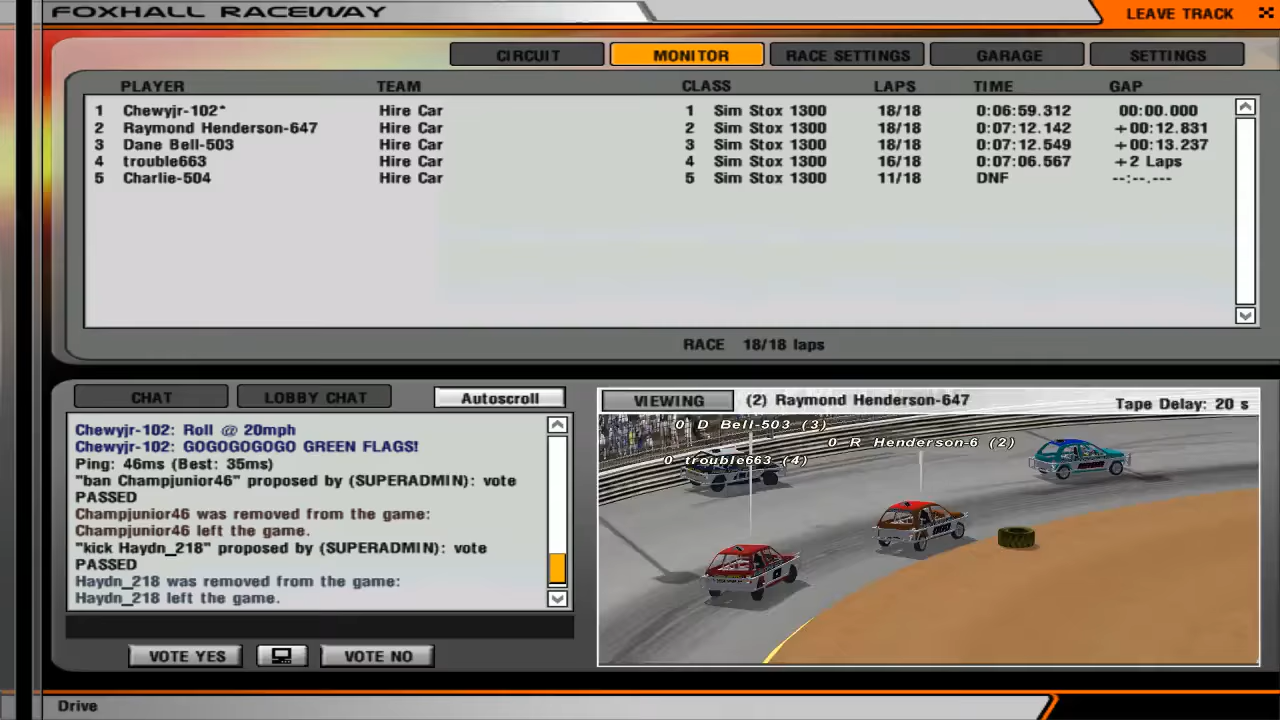 FOXHALL RACEWAY
LEAVE TRACK
CIRCUIT MONITOR RACE SETTINGS GARAGE SETTINGS
PLAYER TEAM CLASS LAPS TIME GAP
1 Chewyjr-102* Hire Car 1 Sim Stox 1300 18/18 0:06:59.312 00:00.000
2 Raymond Henderson-647 Hire Car 2 Sim Stox 1300 18/18 0:07:12.142 +00:12.831
3 Dane Bell-503 Hire Car 3 Sim Stox 1300 18/18 0:07:12.549 +00:13.237
4 trouble663 Hire Car 4 Sim Stox 1300 16/18 0:07:06.567 +2 Laps
5 Charlie-504 Hire Car 5 Sim Stox 1300 11/18 DNF --:--.---
RACE 18/18 laps
CHAT LOBBY CHAT Autoscroll
Chewyjr-102: Roll @ 20mph
Chewyjr-102: GOGOGOGOGO GREEN FLAGS!
Ping: 46ms (Best: 35ms)
"ban Champjunior46" proposed by (SUPERADMIN): vote
PASSED
Champjunior46 was removed from the game:
Champjunior46 left the game.
"kick Haydn_218" proposed by (SUPERADMIN): vote
PASSED
Haydn_218 was removed from the game:
Haydn_218 left the game.
VOTE YES VOTE NO
VIEWING (2) Raymond Henderson-647 Tape Delay: 20 s
0 D Bell-503 (3)
0 R Henderson-6 (2)
0 trouble663 (4)
Drive